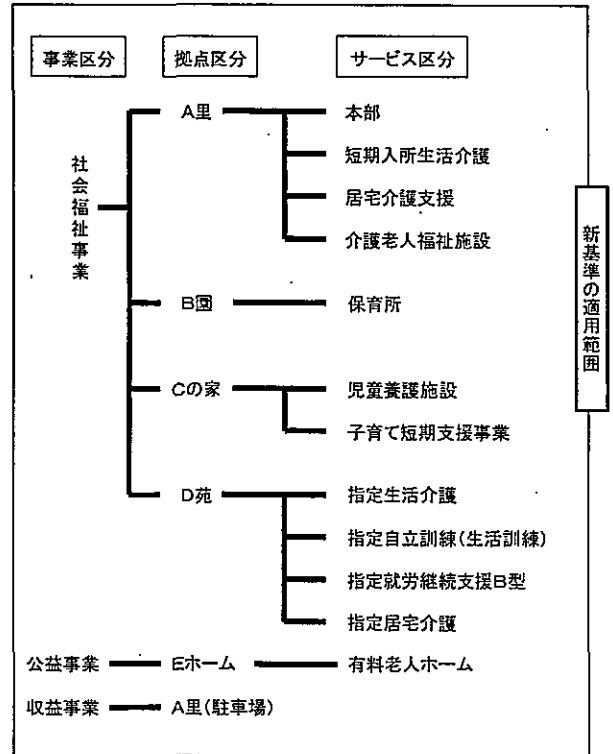 事業区分 拠点区分 サービス区分
社会福祉事業
A里 本部
短期入所生活介護
居宅介護支援
介護老人福祉施設
B園 保育所
Cの家 児童養護施設
子育て短期支援事業
D苑 指定生活介護
指定自立訓練(生活訓練)
指定就労継続支援B型
指定居宅介護
公益事業 Eホーム 有料老人ホーム
収益事業 A里(駐車場)
新基準の適用範囲